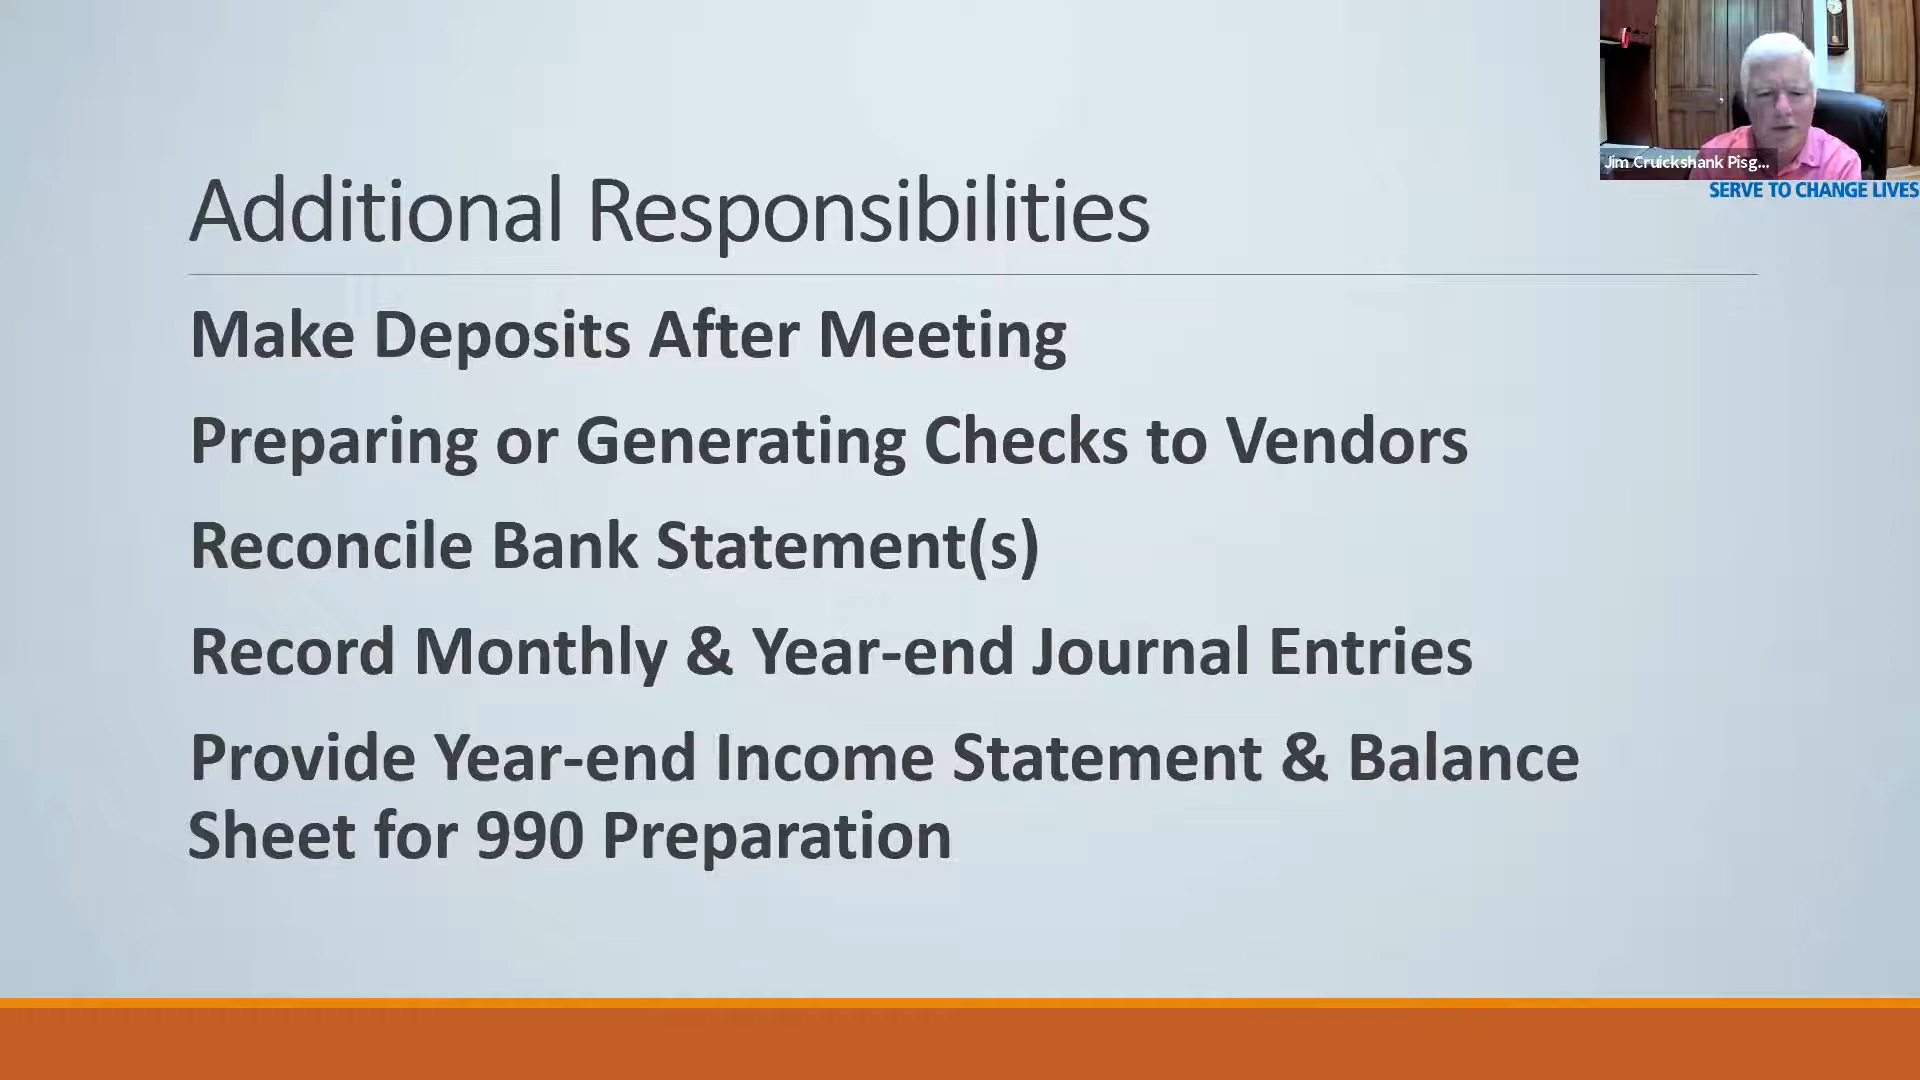 Jim Cruickshank Pisg...
SERVE TO CHANGE LIVES
Additional Responsibilities
Make Deposits After Meeting
Preparing or Generating Checks to Vendors
Reconcile Bank Statement(s)
Record Monthly & Year-end Journal Entries
Provide Year-end Income Statement & Balance
Sheet for 990 Preparation